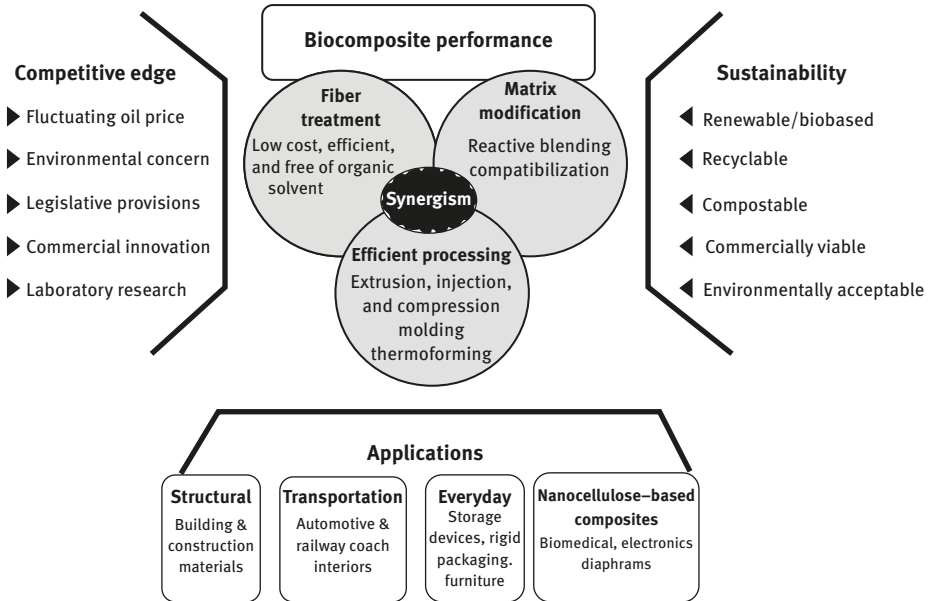 Biocomposite performance
Competitive edge
Fluctuating oil price
Environmental concern
Legislative provisions
Commercial innovation
Laboratory research
Fiber
treatment
Low cost, efficient,
and free of organic
solvent
Matrix
modification
Reactive blending
compatibilization
Synergism
Efficient processing
Extrusion, injection,
and compression
molding
thermoforming
Sustainability
Renewable/biobased
Recyclable
Compostable
Commercially viable
Environmentally acceptable
Applications
Structural
Building &
construction
materials
Transportation
Automotive &
railway coach
interiors
Everyday
Storage
devices, rigid
packaging.
furniture
Nanocellulose–based
composites
Biomedical, electronics
diaphrams